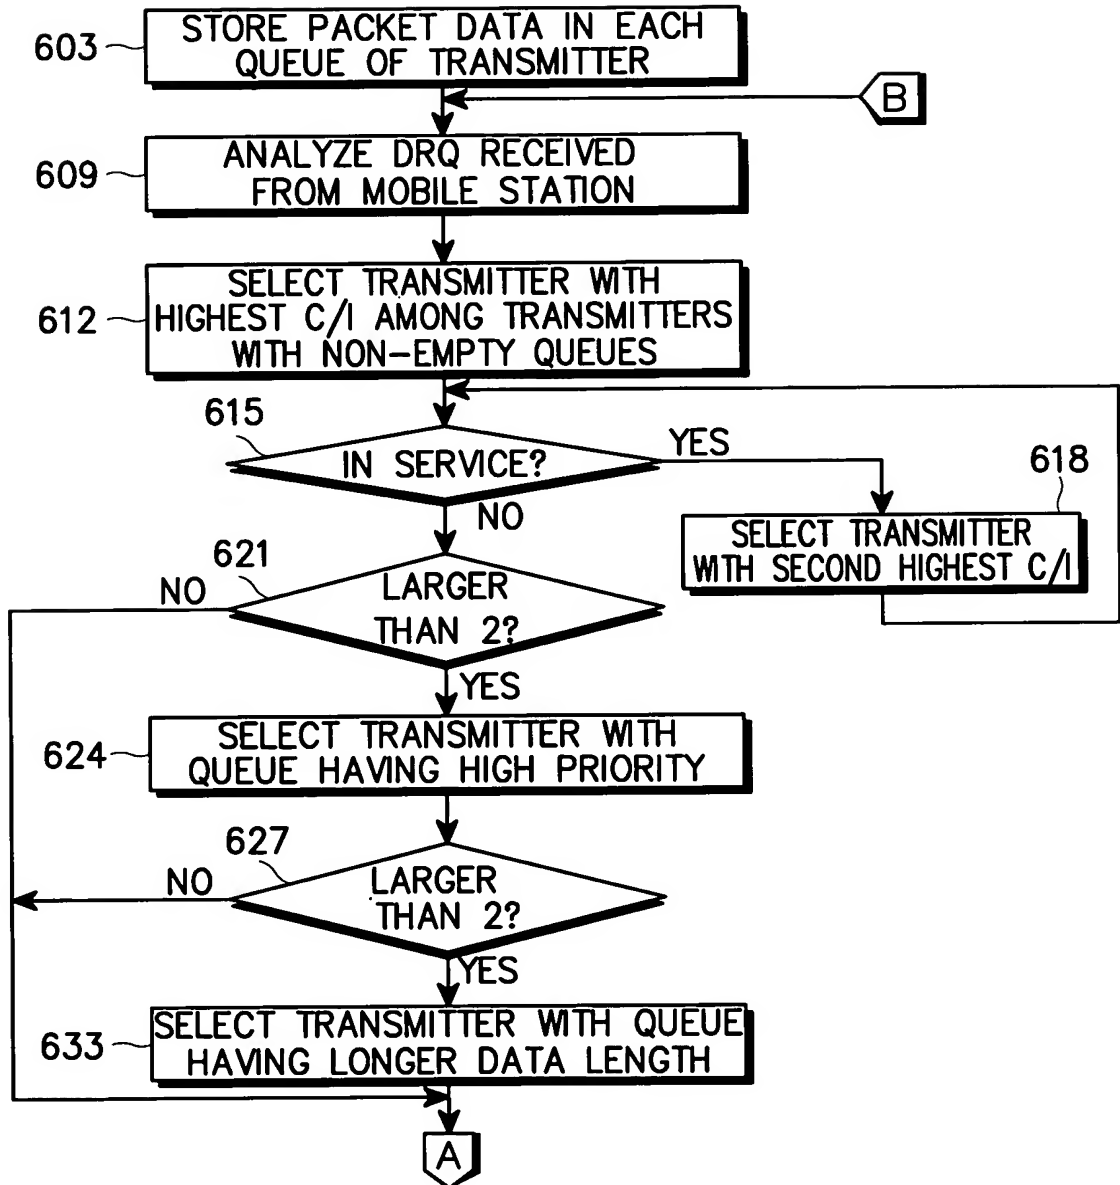 603
STORE PACKET DATA IN EACH
QUEUE OF TRANSMITTER
B
609
ANALYZE DRQ RECEIVED
FROM MOBILE STATION
612
SELECT TRANSMITTER WITH
HIGHEST C/I AMONG TRANSMITTERS
WITH NON-EMPTY QUEUES
615
IN SERVICE?
YES
NO
618
SELECT TRANSMITTER
WITH SECOND HIGHEST C/I
621
LARGER
THAN 2?
NO
YES
624
SELECT TRANSMITTER WITH
QUEUE HAVING HIGH PRIORITY
627
LARGER
THAN 2?
NO
YES
633
SELECT TRANSMITTER WITH QUEUE
HAVING LONGER DATA LENGTH
A